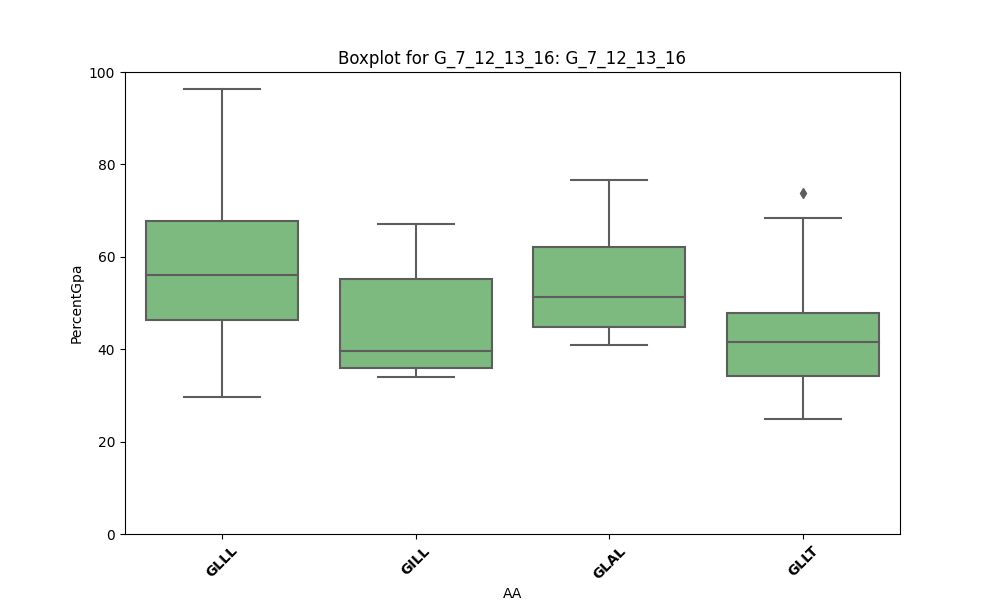 Boxplot for G_7_12_13_16: G_7_12_13_16
100
80
60
40
20
0
PercentGpa
GLLL
GILL
GLAL
GLLT
AA